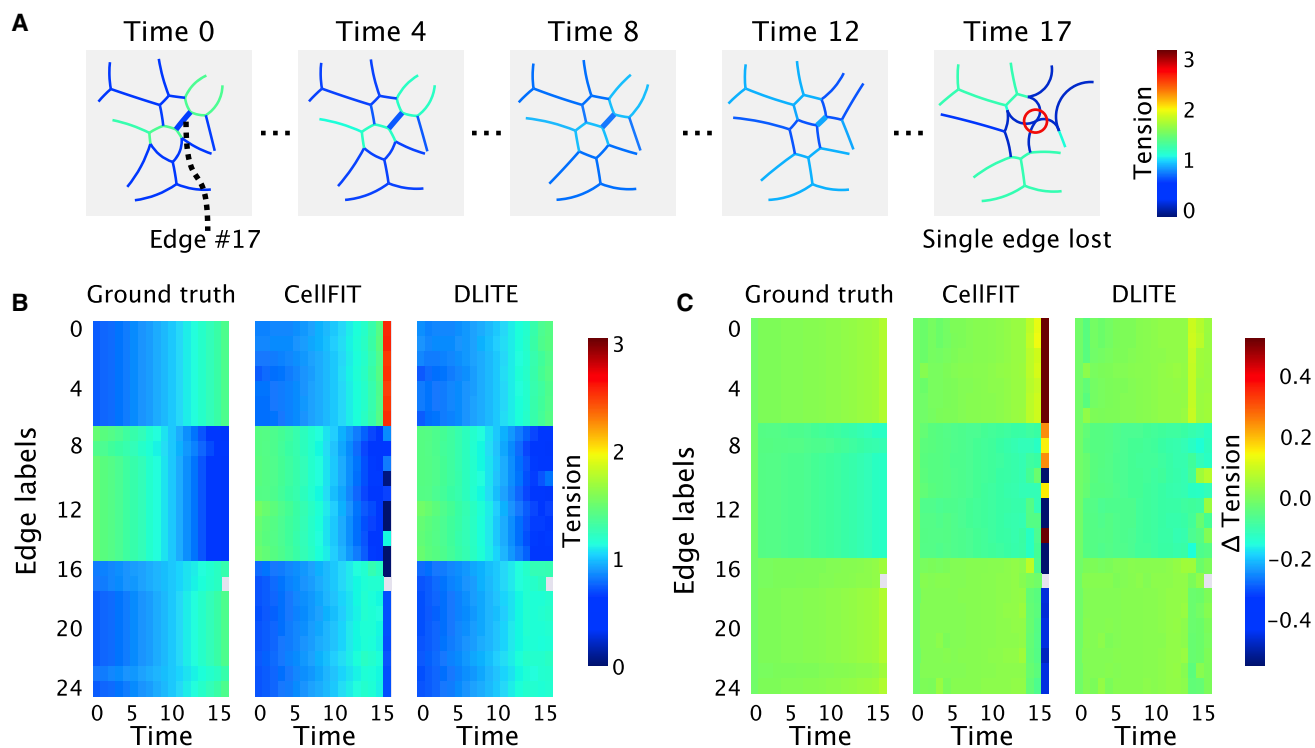 A
Time 0 Time 4 Time 8 Time 12 Time 17
... ... ... ...
Edge #17
Single edge lost
Tension
3
2
1
0
B
Ground truth CellFIT DLITE
Edge labels
0
4
8
12
16
20
24
0 5 10 15 0 5 10 15 0 5 10 15
Time Time Time
Tension
3
2
1
0
C
Ground truth CellFIT DLITE
Edge labels
0
4
8
12
16
20
24
0 5 10 15 0 5 10 15 0 5 10 15
Time Time Time
Δ Tension
0.4
0.2
0.0
−0.2
−0.4